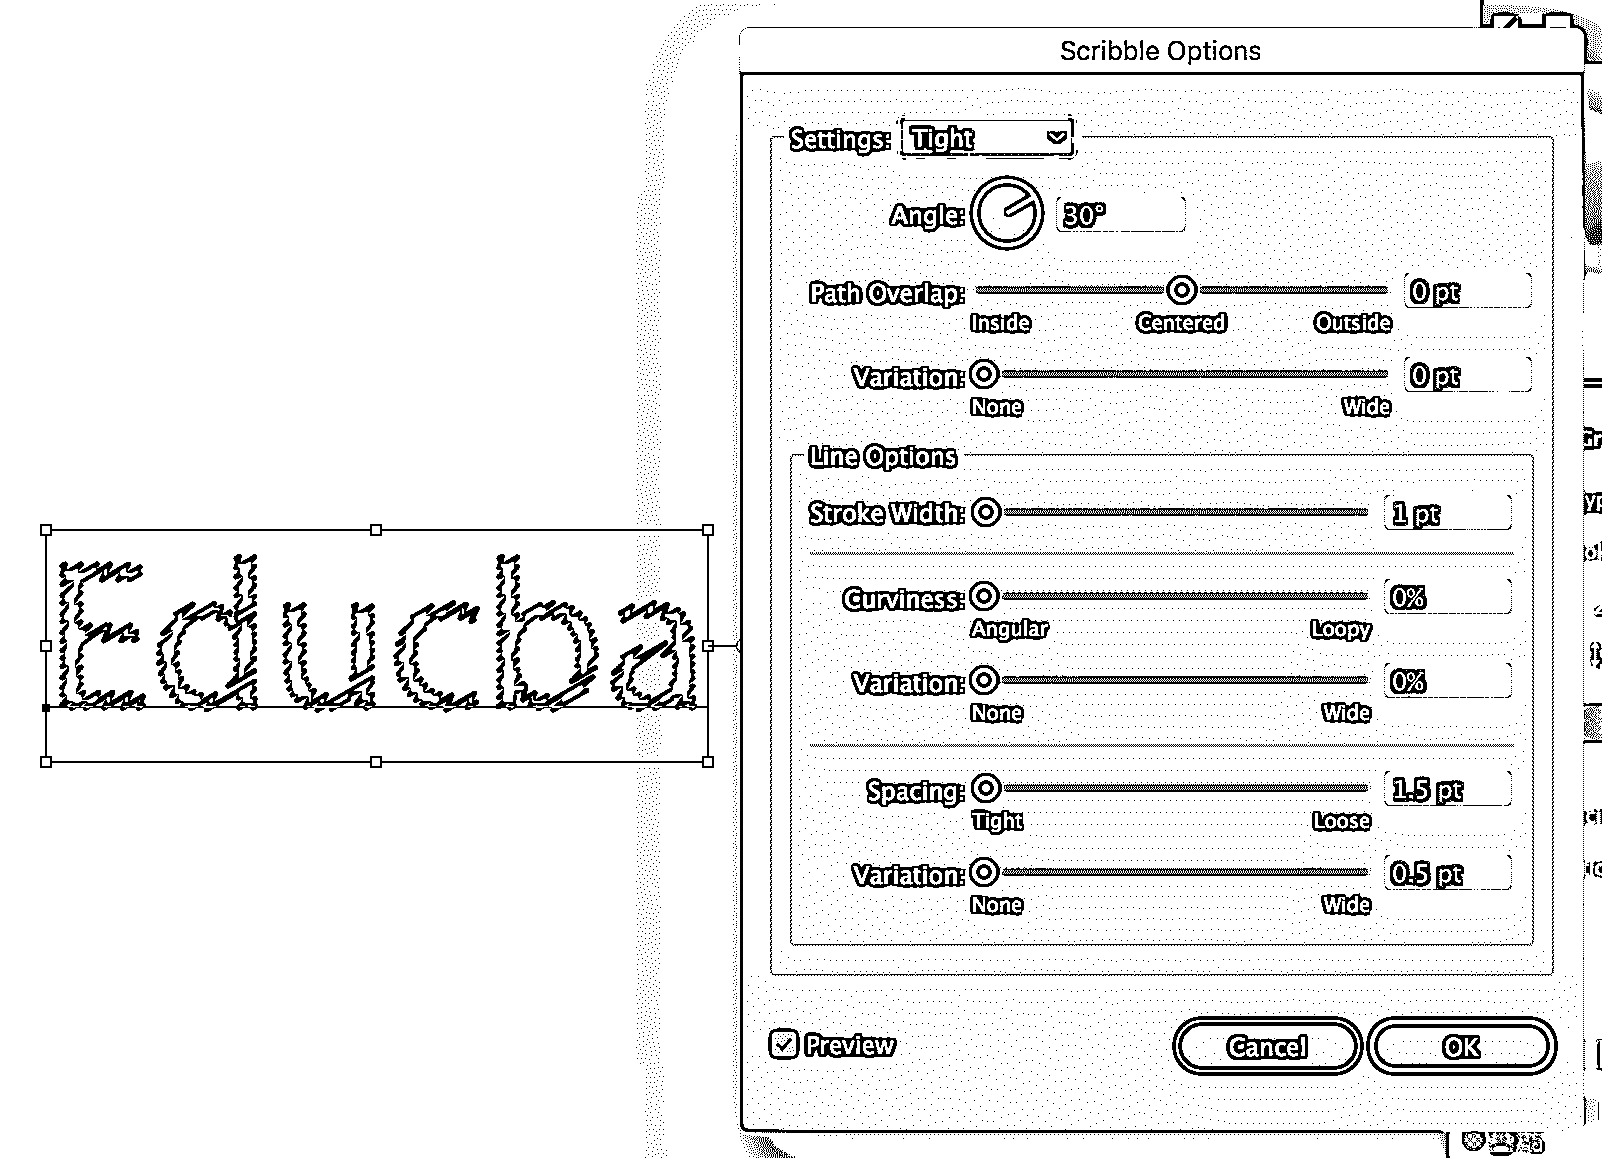 Scribble Options
Settings: Tight
Angle: 30°
Path Overlap: 0 pt
Inside Centered Outside
Variation: 0 pt
None Wide
Line Options
Stroke Width: 1 pt
Curviness: 0%
Angular Loopy
Variation: 0%
None Wide
Spacing: 1.5 pt
Tight Loose
Variation: 0.5 pt
None Wide
Preview Cancel OK
Educba